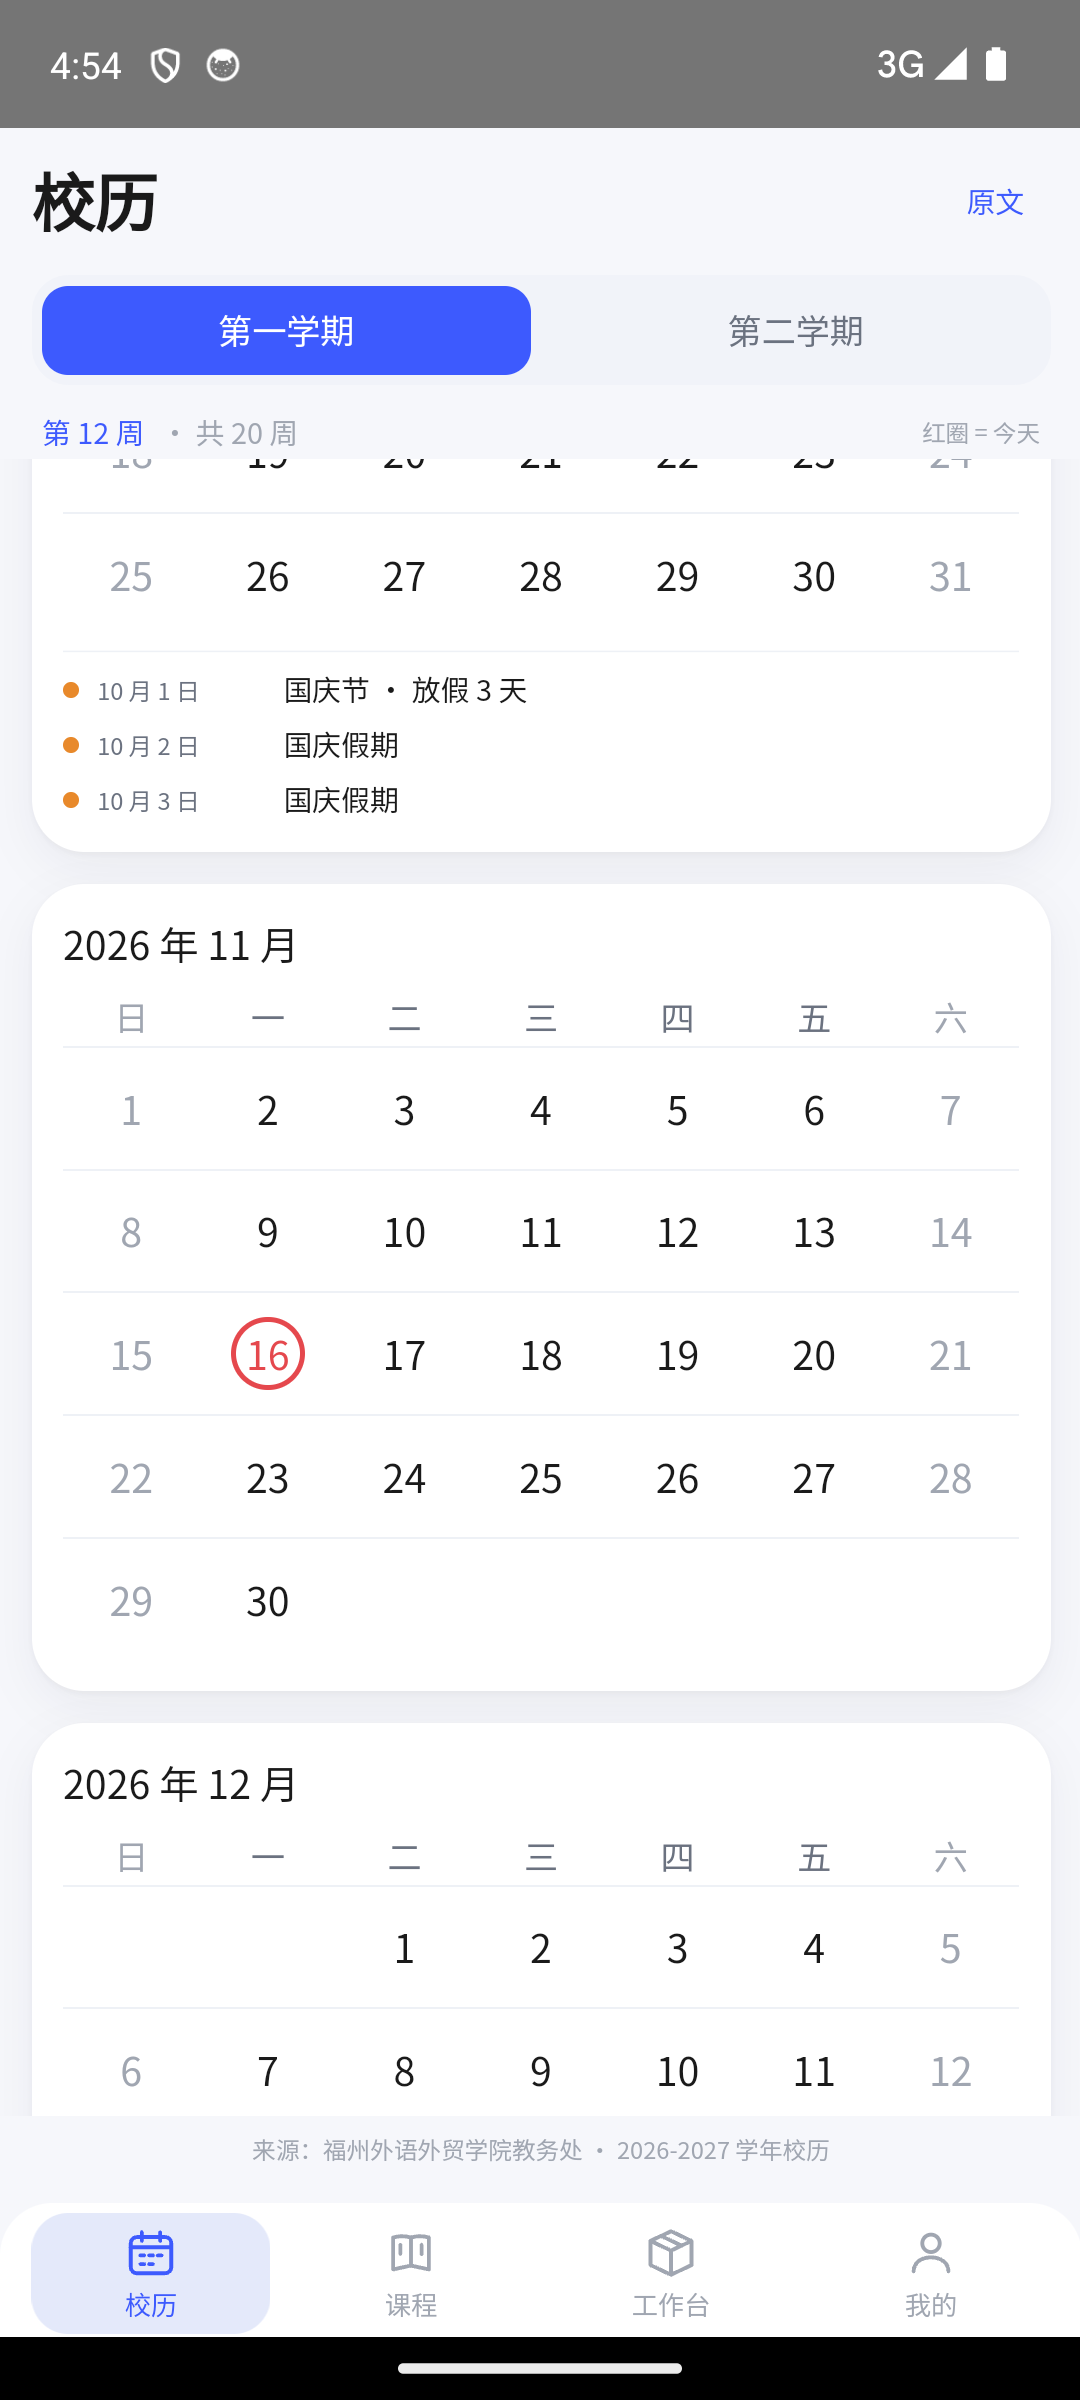 4:54 3G
校历
原文
第一学期 第二学期
第 12 周 · 共 20 周 红圈 = 今天
18 19 20 21 22 23 24
25 26 27 28 29 30 31
10 月 1 日 国庆节 · 放假 3 天
10 月 2 日 国庆假期
10 月 3 日 国庆假期
2026 年 11 月
日 一 二 三 四 五 六
1 2 3 4 5 6 7
8 9 10 11 12 13 14
15 16 17 18 19 20 21
22 23 24 25 26 27 28
29 30
2026 年 12 月
日 一 二 三 四 五 六
1 2 3 4 5
6 7 8 9 10 11 12
来源：福州外语外贸学院教务处 · 2026-2027 学年校历
校历 课程 工作台 我的